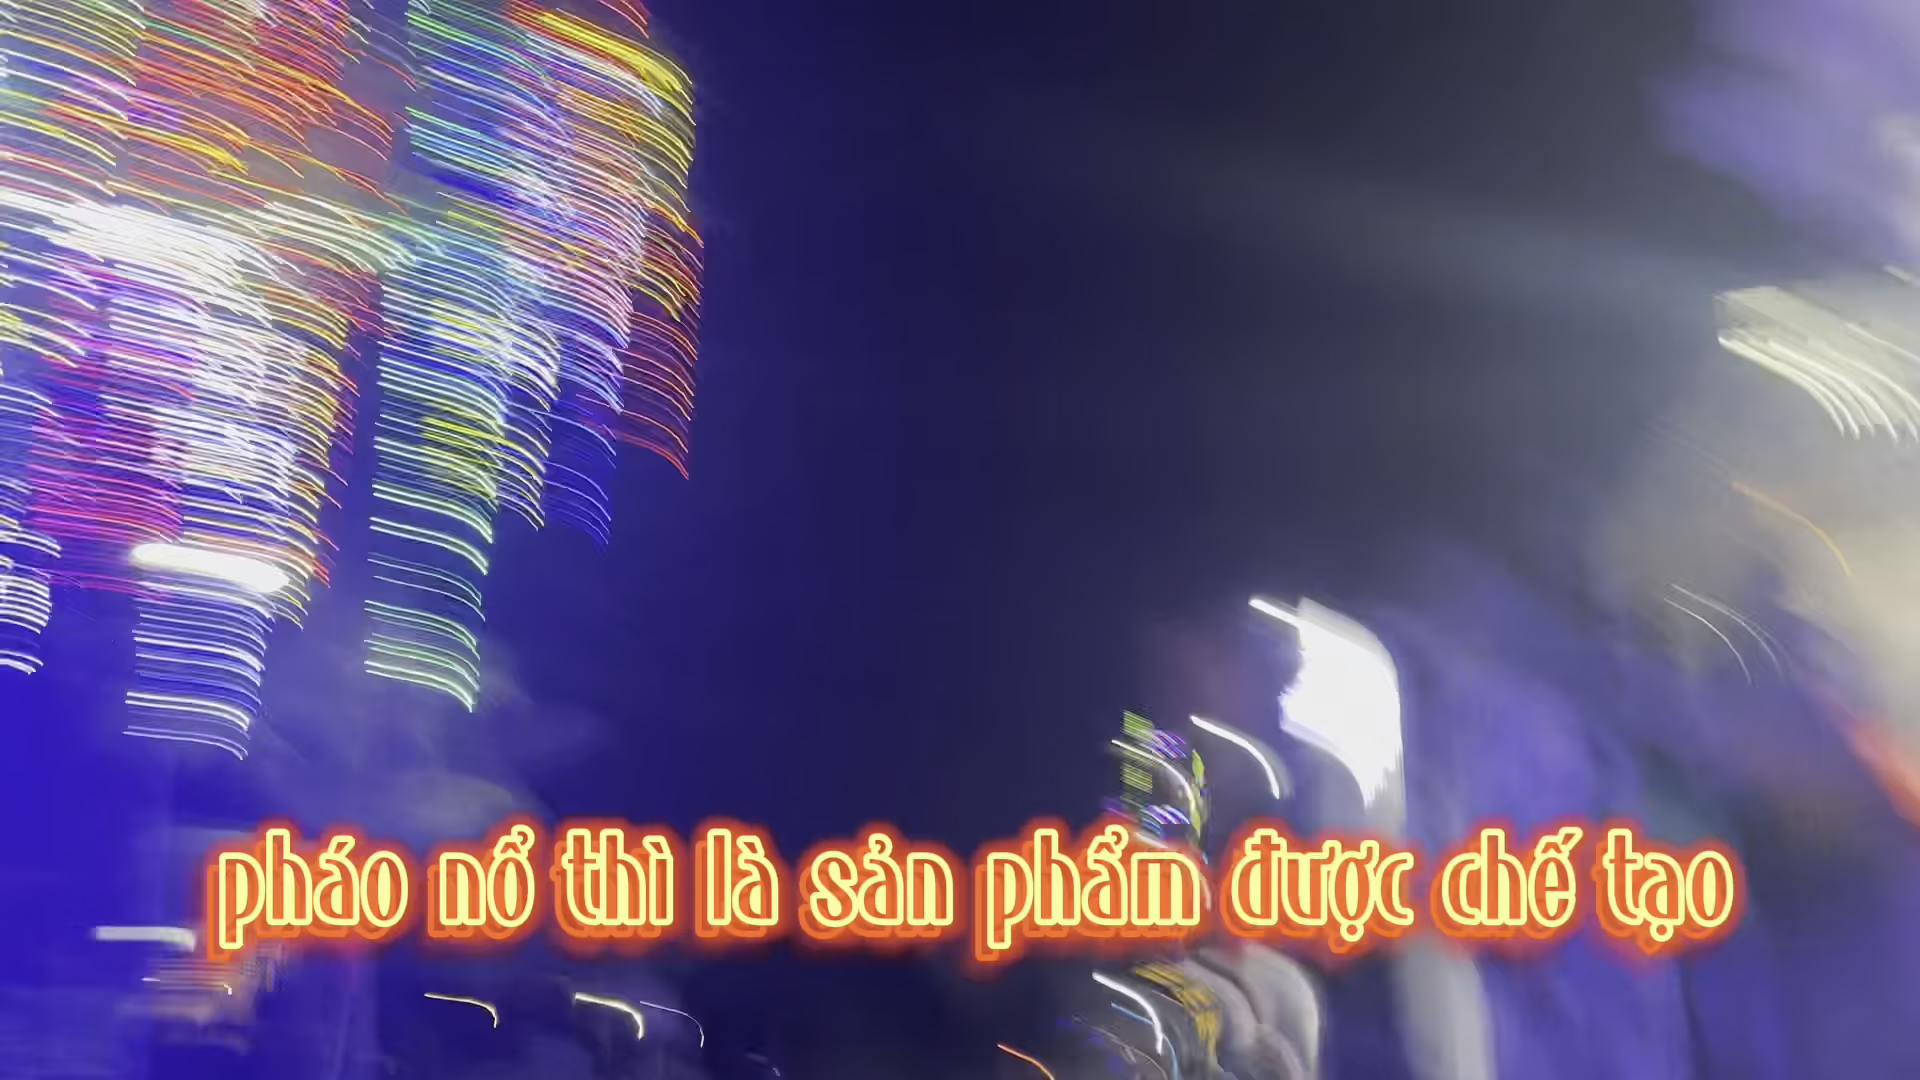 pháo nổ thì là sản phẩm được chế tạo